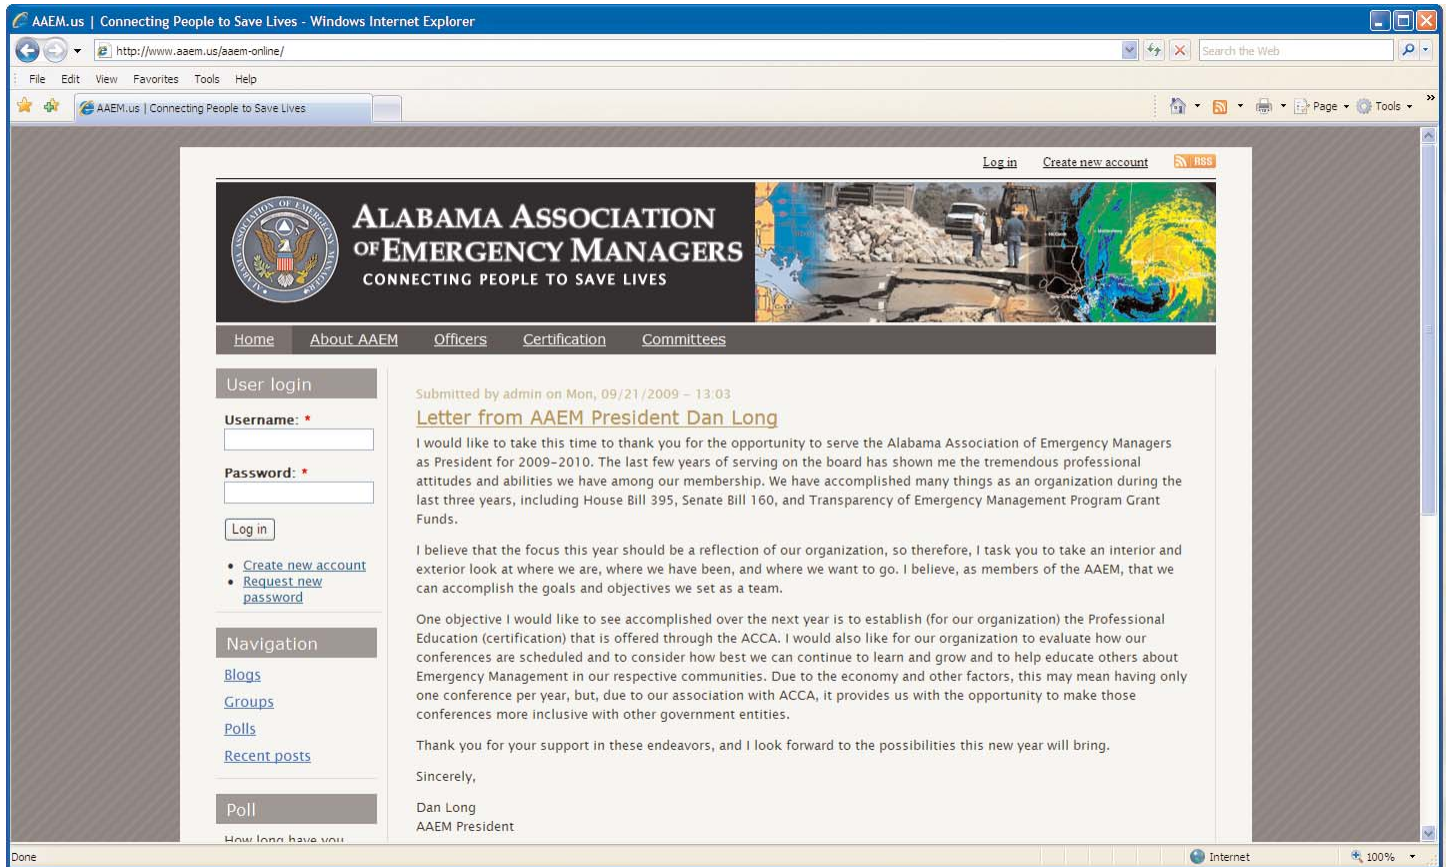 AAEM.us | Connecting People to Save Lives - Windows Internet Explorer
http://www.aaem.us/aaem-online/
Search the Web
File Edit View Favorites Tools Help
AAEM.us | Connecting People to Save Lives
Page Tools
Log in Create new account RSS
ALABAMA ASSOCIATION OF EMERGENCY MANAGERS
ALABAMA ASSOCIATION
OF EMERGENCY MANAGERS
CONNECTING PEOPLE TO SAVE LIVES
Home About AAEM Officers Certification Committees
User login
Username: *
Password: *
Log in
• Create new account
• Request new
password
Navigation
Blogs
Groups
Polls
Recent posts
Poll
How long have you
Submitted by admin on Mon, 09/21/2009 – 13:03
Letter from AAEM President Dan Long
I would like to take this time to thank you for the opportunity to serve the Alabama Association of Emergency Managers
as President for 2009–2010. The last few years of serving on the board has shown me the tremendous professional
attitudes and abilities we have among our membership. We have accomplished many things as an organization during the
last three years, including House Bill 395, Senate Bill 160, and Transparency of Emergency Management Program Grant
Funds.
I believe that the focus this year should be a reflection of our organization, so therefore, I task you to take an interior and
exterior look at where we are, where we have been, and where we want to go. I believe, as members of the AAEM, that we
can accomplish the goals and objectives we set as a team.
One objective I would like to see accomplished over the next year is to establish (for our organization) the Professional
Education (certification) that is offered through the ACCA. I would also like for our organization to evaluate how our
conferences are scheduled and to consider how best we can continue to learn and grow and to help educate others about
Emergency Management in our respective communities. Due to the economy and other factors, this may mean having only
one conference per year, but, due to our association with ACCA, it provides us with the opportunity to make those
conferences more inclusive with other government entities.
Thank you for your support in these endeavors, and I look forward to the possibilities this new year will bring.
Sincerely,
Dan Long
AAEM President
Done Internet 100%